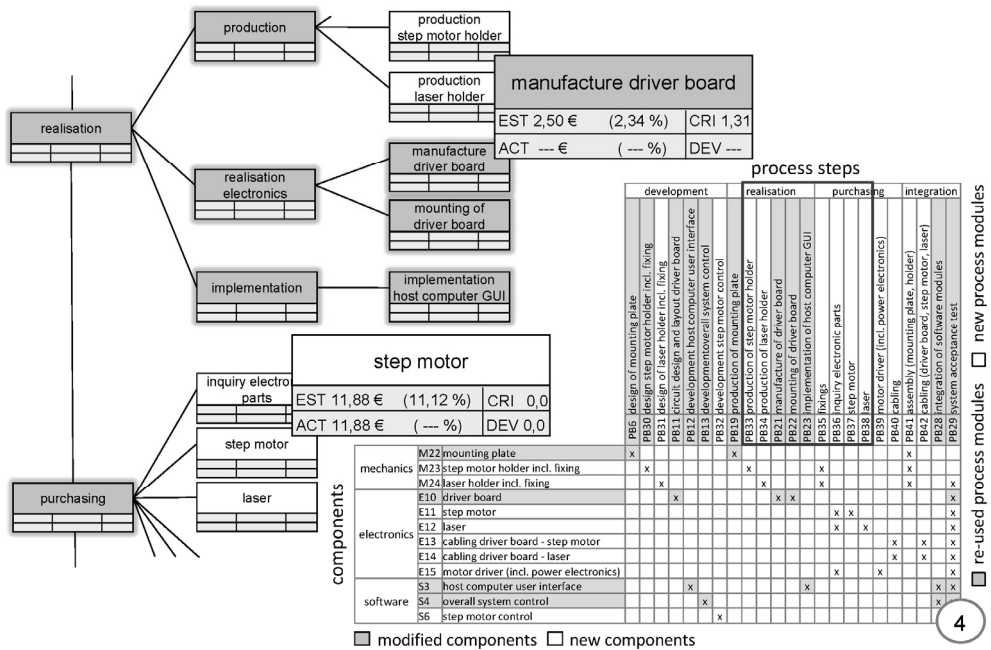 production
production
step motor holder
production
laser holder
manufacture driver board
EST 2,50 € (2,34 %) CRI 1,31
ACT --- € ( --- %) DEV ---
realisation
manufacture
driver board
realisation
electronics
mounting of
driver board
implementation
implementation
host computer GUI
step motor
EST 11,88 € (11,12 %) CRI 0,0
ACT 11,88 € ( --- %) DEV 0,0
inquiry electro
parts
step motor
purchasing
laser
process steps
development realisation purchasing integration
PB6 design of mounting plate
PB30 design step motor holder incl. fixing
PB31 design of laser holder incl. fixing
PB11 circuit design and layout driver board
PB12 development host computer user interface
PB13 development overall system control
PB32 development step motor control
PB19 production of mounting plate
PB33 production of step motor holder
PB34 production of laser holder
PB21 manufacture of driver board
PB22 mounting of driver board
PB23 implementation of host computer GUI
PB35 fixings
PB36 inquiry electronic parts
PB37 step motor
PB38 laser
PB39 motor driver (incl. power electronics)
PB40 cabling
PB41 assembly (mounting plate, holder)
PB42 cabling (driver board, step motor, laser)
PB28 integration of software modules
PB29 system acceptance test
components
mechanics
M22 mounting plate x x x
M23 step motor holder incl. fixing x x x x
M24 laser holder incl. fixing x x x x x
electronics
E10 driver board x x x x
E11 step motor x x x
E12 laser x x x
E13 cabling driver board - step motor x x x
E14 cabling driver board - laser x x x
E15 motor driver (incl. power electronics) x x x
software
S3 host computer user interface x x x x
S4 overall system control x x
S6 step motor control x
modified components new components
re-used process modules new process modules
4